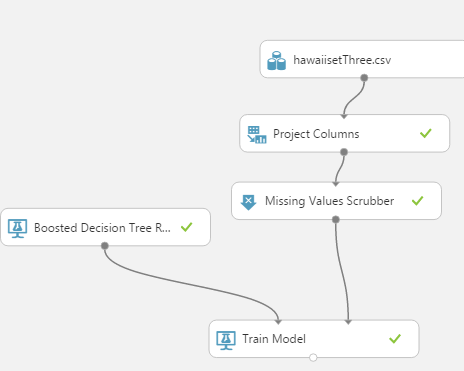 hawaiisetThree.csv
Project Columns
Missing Values Scrubber
Boosted Decision Tree R...
Train Model